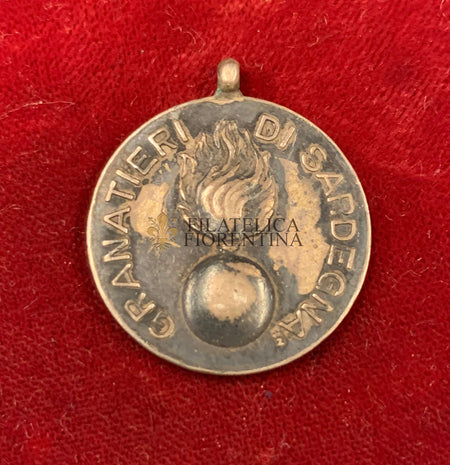 GRANATIERI DI SARDEGNA
FILATELICA
FIORENTINA